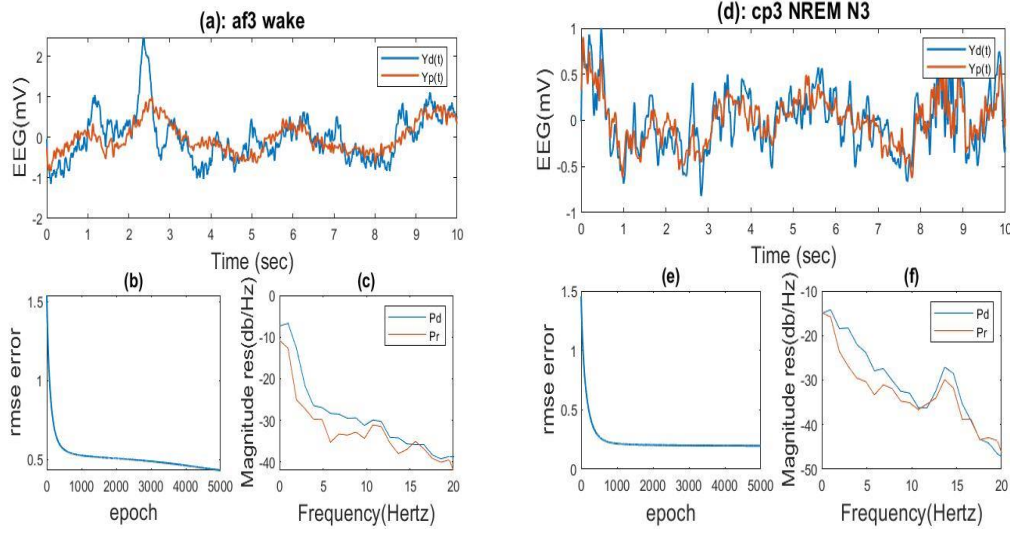 (a): af3 wake
2
1
0
-1
-2
EEG(mV)
Yd(t)
Yp(t)
0 1 2 3 4 5 6 7 8 9 10
Time (sec)
(b)
1.5
1
0.5
rmse error
0 1000 2000 3000 4000 5000
epoch
(c)
0
-10
-20
-30
-40
Magnitude res(db/Hz)
Pd
Pr
0 5 10 15 20
Frequency(Hertz)
(d): cp3 NREM N3
1
0.5
0
-0.5
-1
EEG(mV)
Yd(t)
Yp(t)
0 1 2 3 4 5 6 7 8 9 10
Time (sec)
(e)
1.5
1
0.5
0
rmse error
0 1000 2000 3000 4000 5000
epoch
(f)
-10
-20
-30
-40
-50
Magnitude res(db/Hz)
Pd
Pr
0 5 10 15 20
Frequency(Hertz)